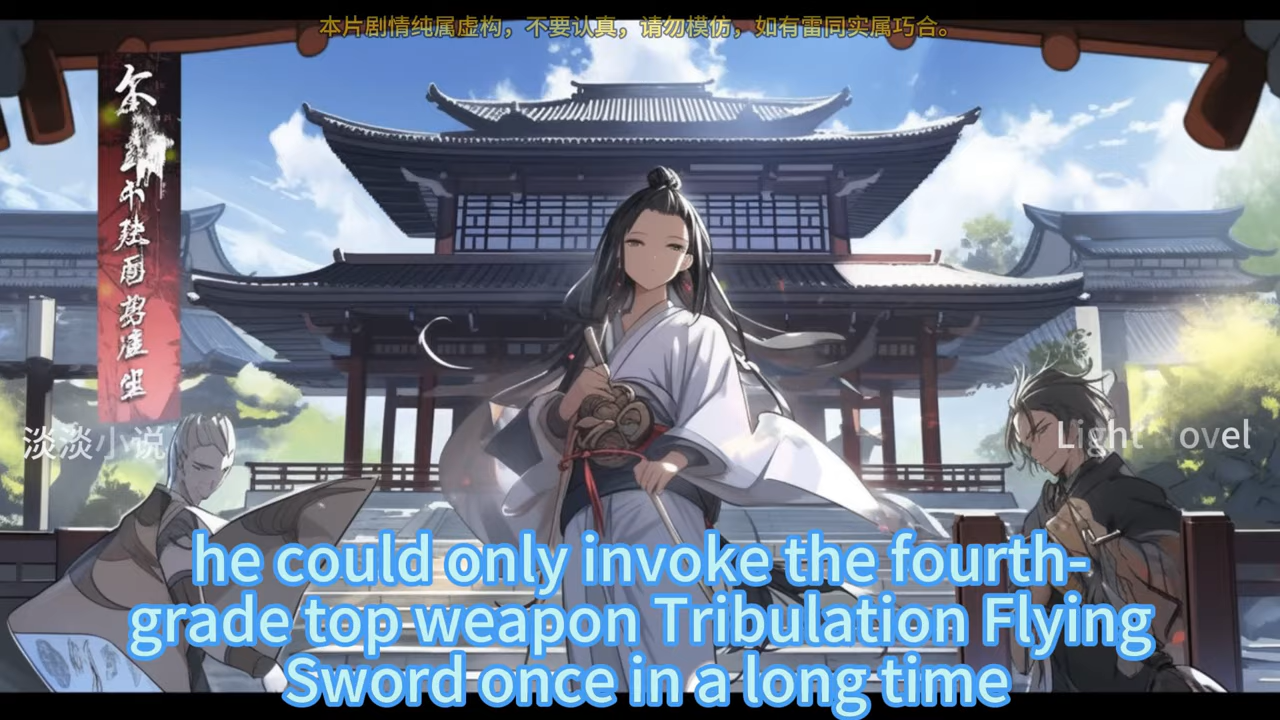 本片剧情纯属虚构，不要认真，请勿模仿，如有雷同实属巧合。
淡淡小说
Light ovel
he could only invoke the fourth-
grade top weapon Tribulation Flying
Sword once in a long time